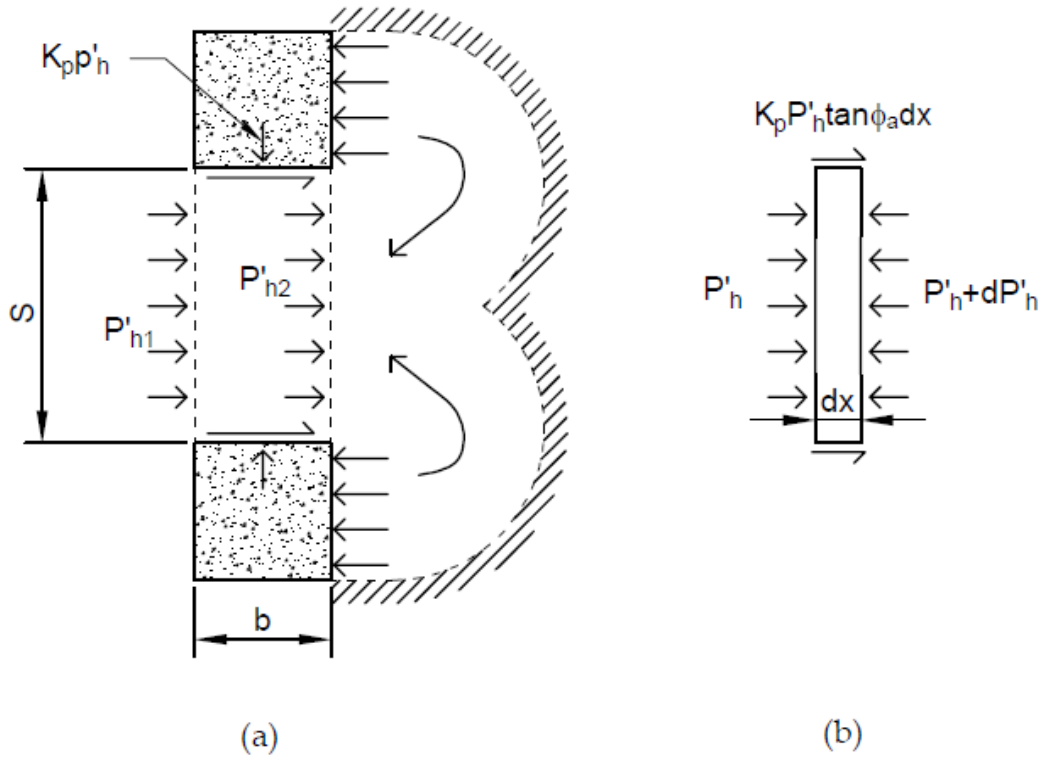 Kₚp'ₕ
S
P'ₕ₁
P'ₕ₂
b
(a)
KₚP'ₕtanϕₐdx
P'ₕ
P'ₕ+dP'ₕ
dx
(b)